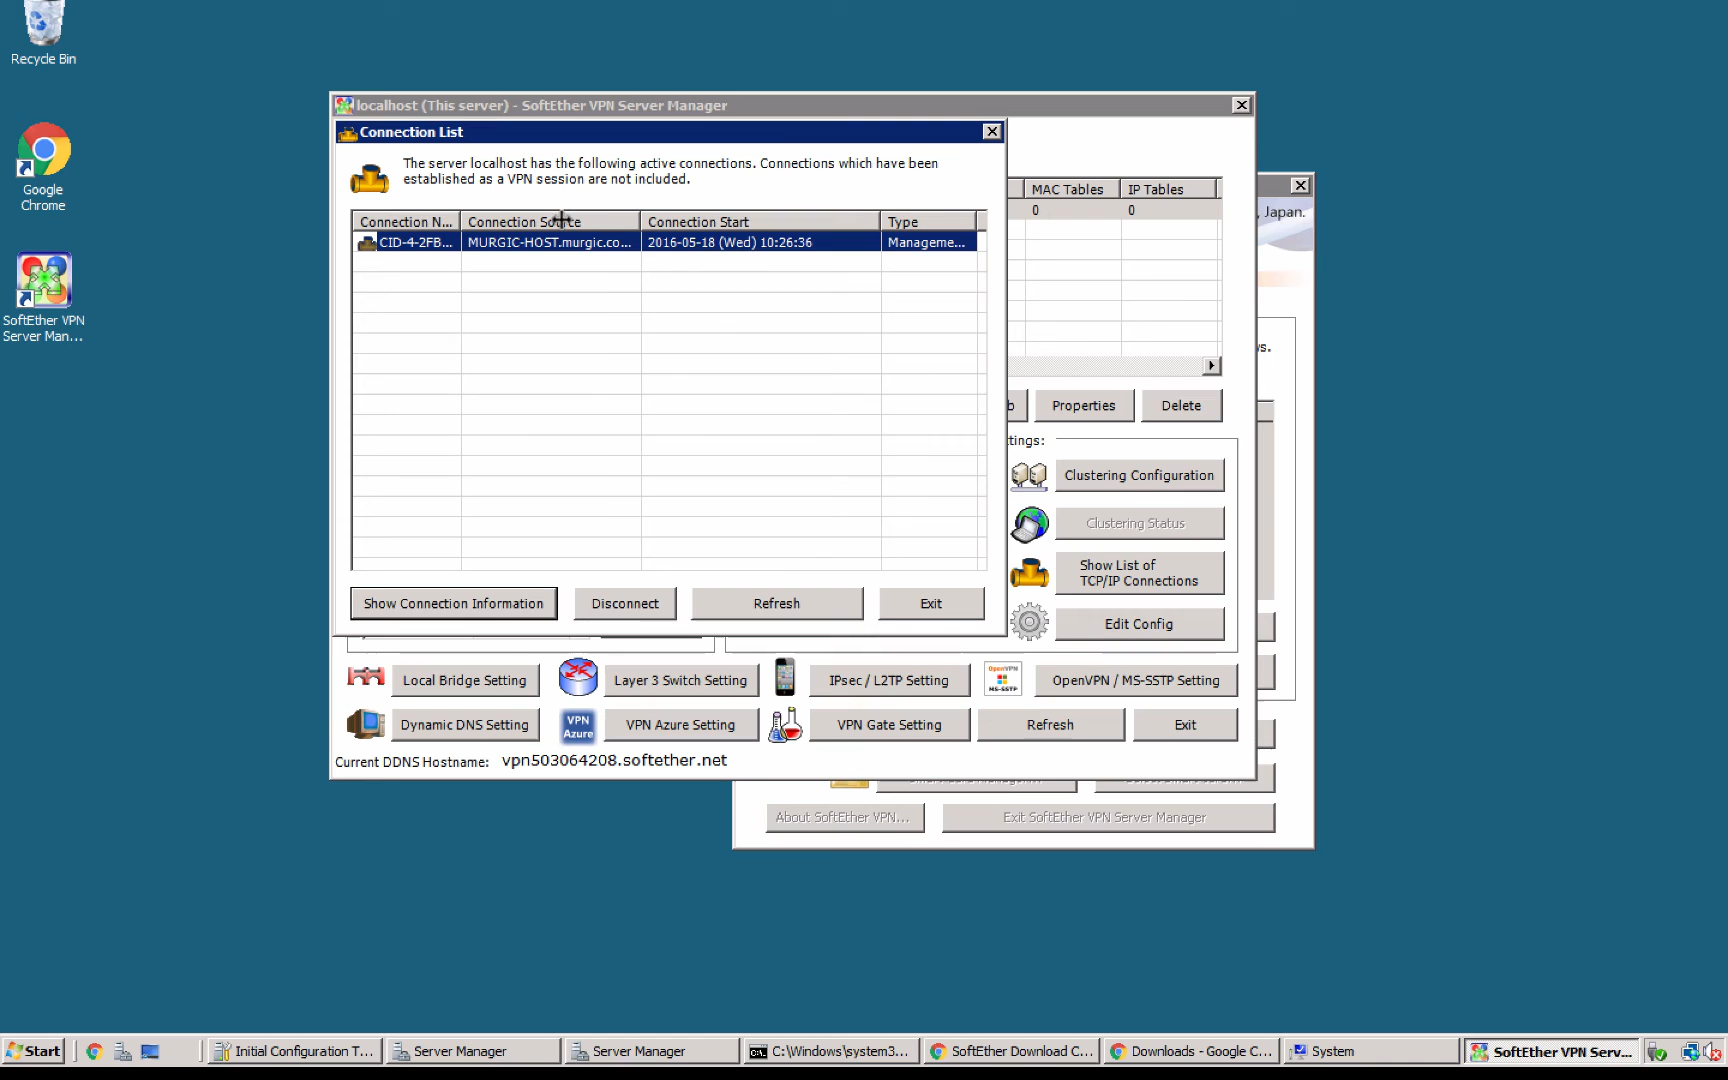 Recycle Bin
Google
Chrome
SoftEther VPN
Server Man...
localhost (This server) - SoftEther VPN Server Manager
Connection List
The server localhost has the following active connections. Connections which have been
established as a VPN session are not included.
Connection N... Connection Source Connection Start Type
CID-4-2FB... MURGIC-HOST.murgic.co... 2016-05-18 (Wed) 10:26:36 Manageme...
MAC Tables IP Tables
0 0
, Japan.
Show Connection Information Disconnect Refresh Exit
b Properties Delete
ttings:
Clustering Configuration
Clustering Status
Show List of
TCP/IP Connections
Edit Config
Local Bridge Setting Layer 3 Switch Setting IPsec / L2TP Setting OpenVPN MS-SSTP OpenVPN / MS-SSTP Setting
Dynamic DNS Setting VPN Azure VPN Azure Setting VPN Gate Setting Refresh Exit
Current DDNS Hostname: vpn503064208.softether.net
About SoftEther VPN... Exit SoftEther VPN Server Manager
Start Initial Configuration T... Server Manager Server Manager C:\Windows\system3... SoftEther Download C... Downloads - Google C... System SoftEther VPN Serv...